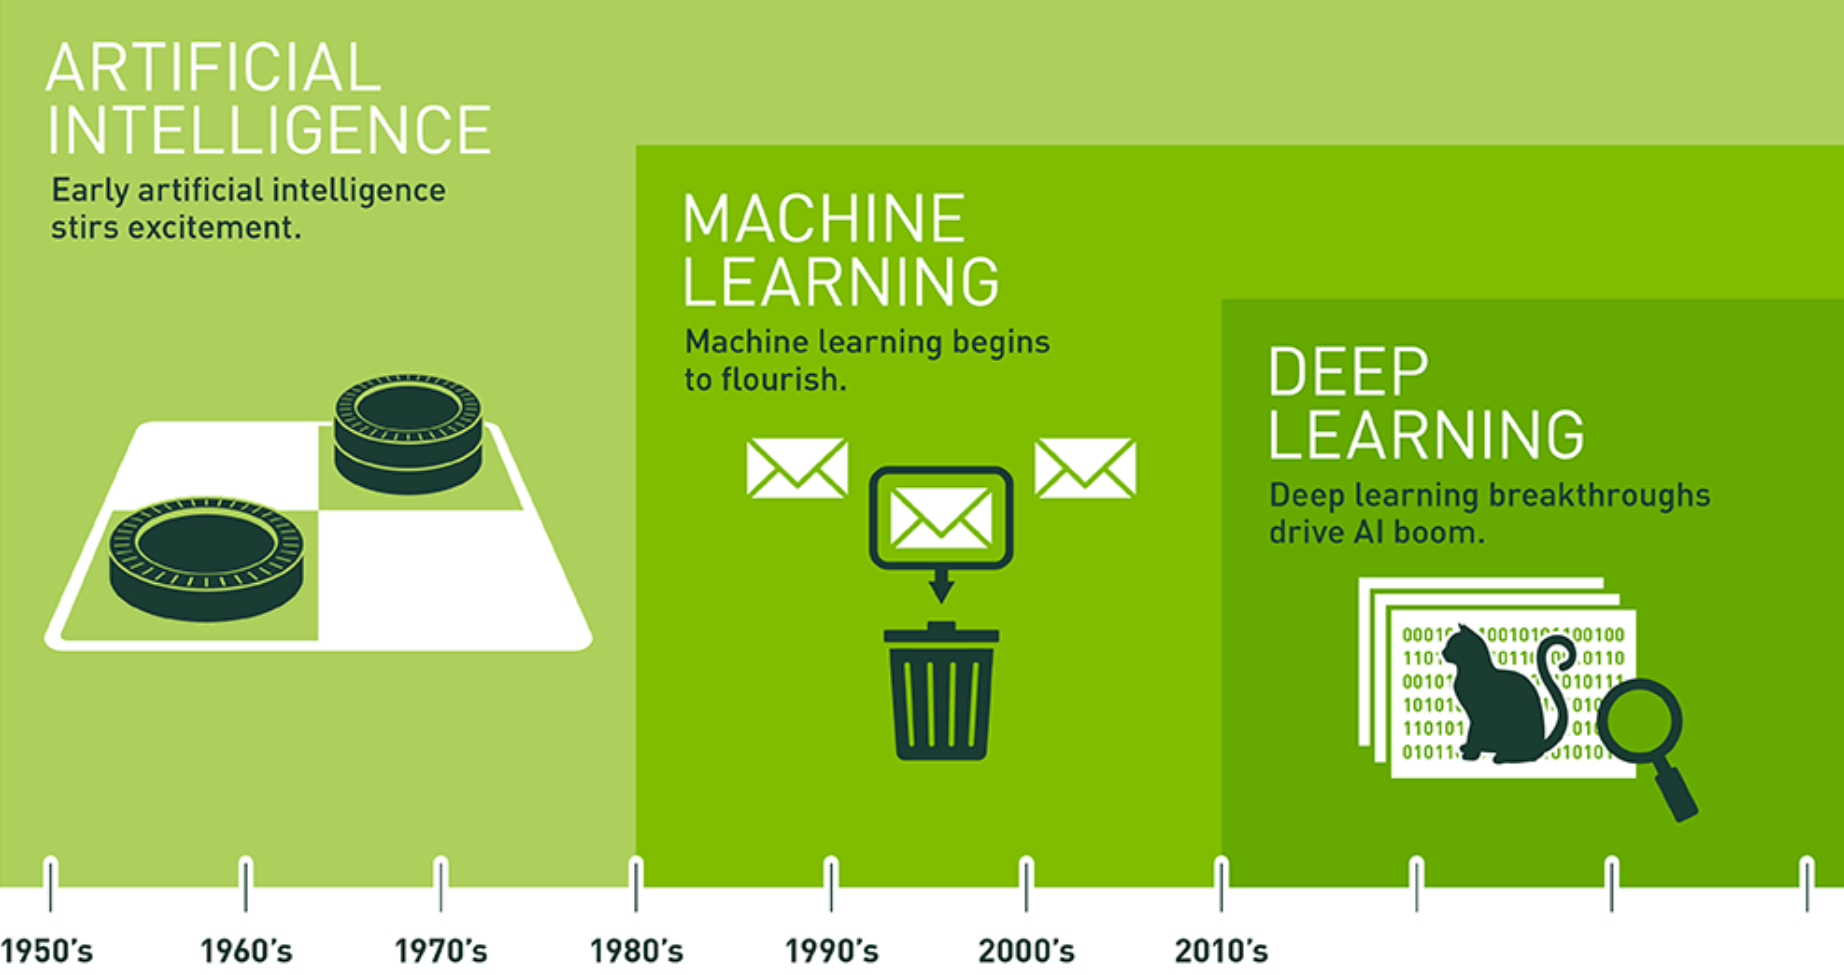 ARTIFICIAL
INTELLIGENCE
Early artificial intelligence
stirs excitement.
MACHINE
LEARNING
Machine learning begins
to flourish.
DEEP
LEARNING
Deep learning breakthroughs
drive AI boom.
1950's 1960's 1970's 1980's 1990's 2000's 2010's